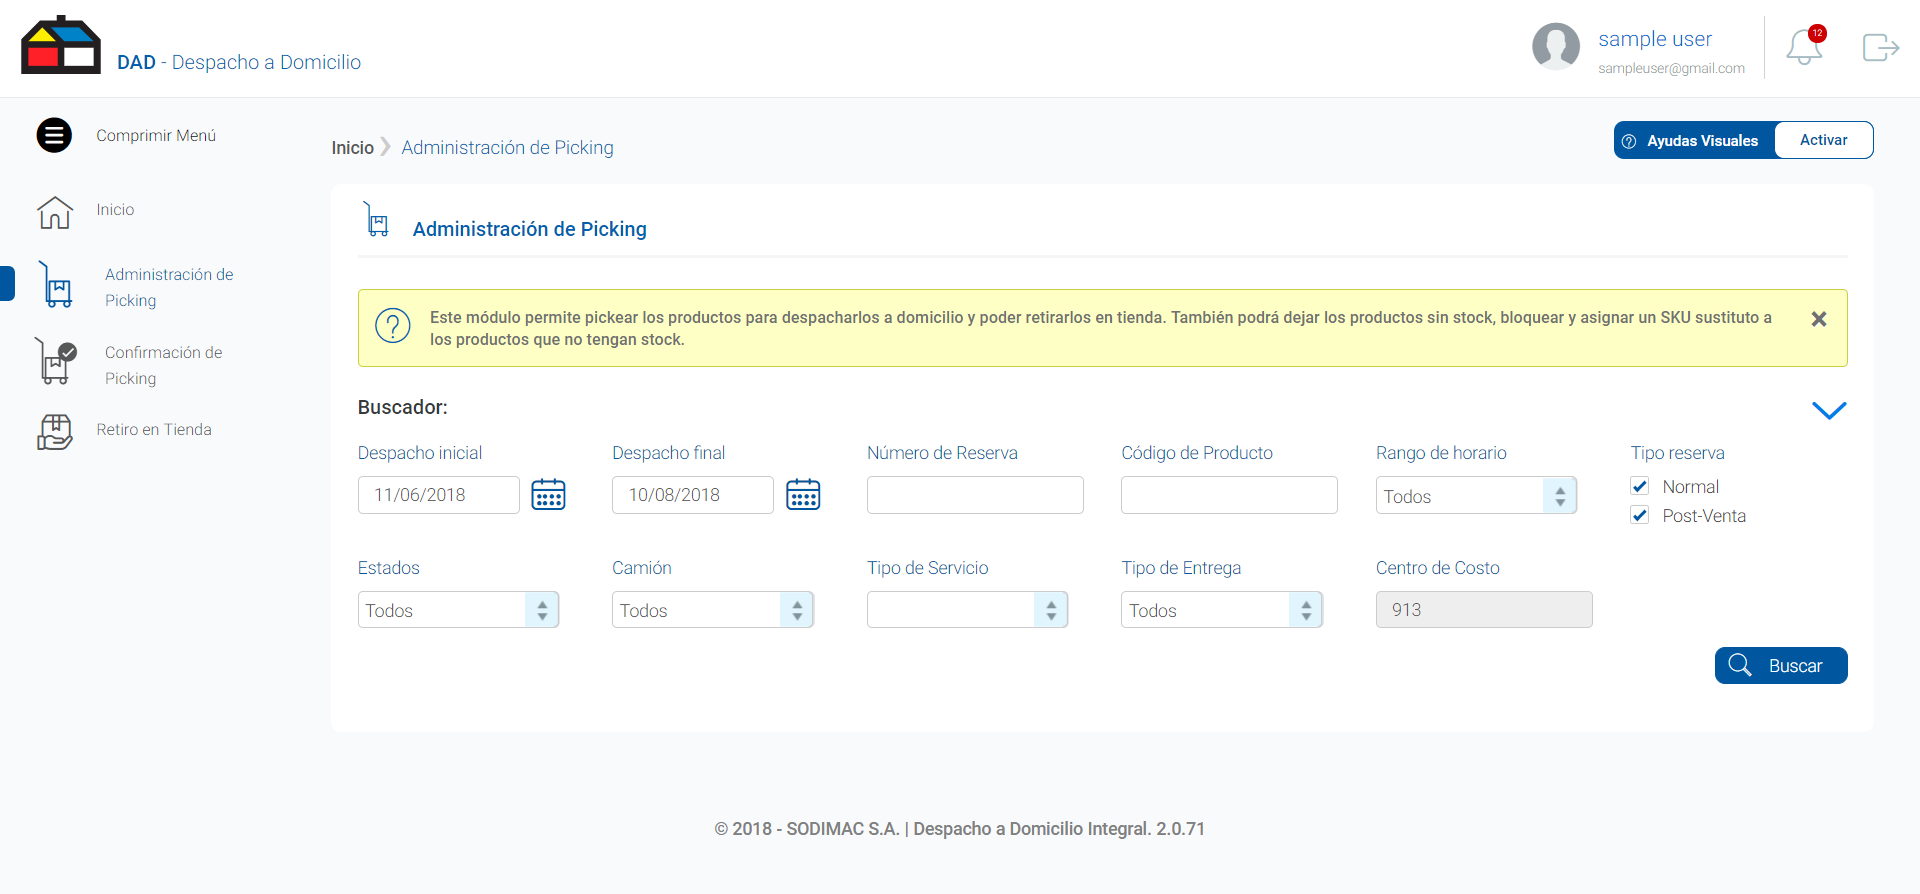 DAD - Despacho a Domicilio
sample user
sampleuser@gmail.com
12
Comprimir Menú
Inicio
Administración de
Picking
Confirmación de
Picking
Retiro en Tienda
Inicio Administración de Picking
Ayudas Visuales
Activar
Administración de Picking
Este módulo permite pickear los productos para despacharlos a domicilio y poder retirarlos en tienda. También podrá dejar los productos sin stock, bloquear y asignar un SKU sustituto a
los productos que no tengan stock.
Buscador:
Despacho inicial
11/06/2018
Despacho final
10/08/2018
Número de Reserva
Código de Producto
Rango de horario
Todos
Tipo reserva
Normal
Post-Venta
Estados
Todos
Camión
Todos
Tipo de Servicio
Tipo de Entrega
Todos
Centro de Costo
913
Buscar
© 2018 - SODIMAC S.A. | Despacho a Domicilio Integral. 2.0.71